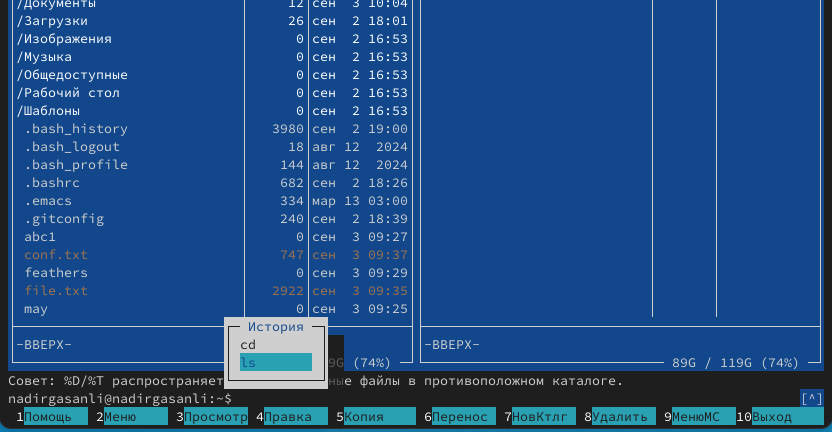 /Документы 12 сен 3 10:04
/Загрузки 26 сен 2 18:01
/Изображения 0 сен 2 16:53
/Музыка 0 сен 2 16:53
/Общедоступные 0 сен 2 16:53
/Рабочий стол 0 сен 2 16:53
/Шаблоны 0 сен 2 16:53
.bash_history 3980 сен 2 19:00
.bash_logout 18 авг 12 2024
.bash_profile 144 авг 12 2024
.bashrc 682 сен 2 18:26
.emacs 334 мар 13 03:00
.gitconfig 240 сен 2 18:39
abc1 0 сен 3 09:27
conf.txt 747 сен 3 09:37
feathers 0 сен 3 09:29
file.txt 2922 сен 3 09:35
may 0 сен 3 09:25
-ВВЕРХ- -ВВЕРХ-
История
cd
ls
9G (74%) 89G / 119G (74%)
Совет: %D/%T распространяет ные файлы в противоположном каталоге.
nadirgasanli@nadirgasanli:~$ [^]
1Помощь 2Меню 3Просмотр 4Правка 5Копия 6Перенос 7НовКтлг 8Удалить 9МенюMC 10Выход